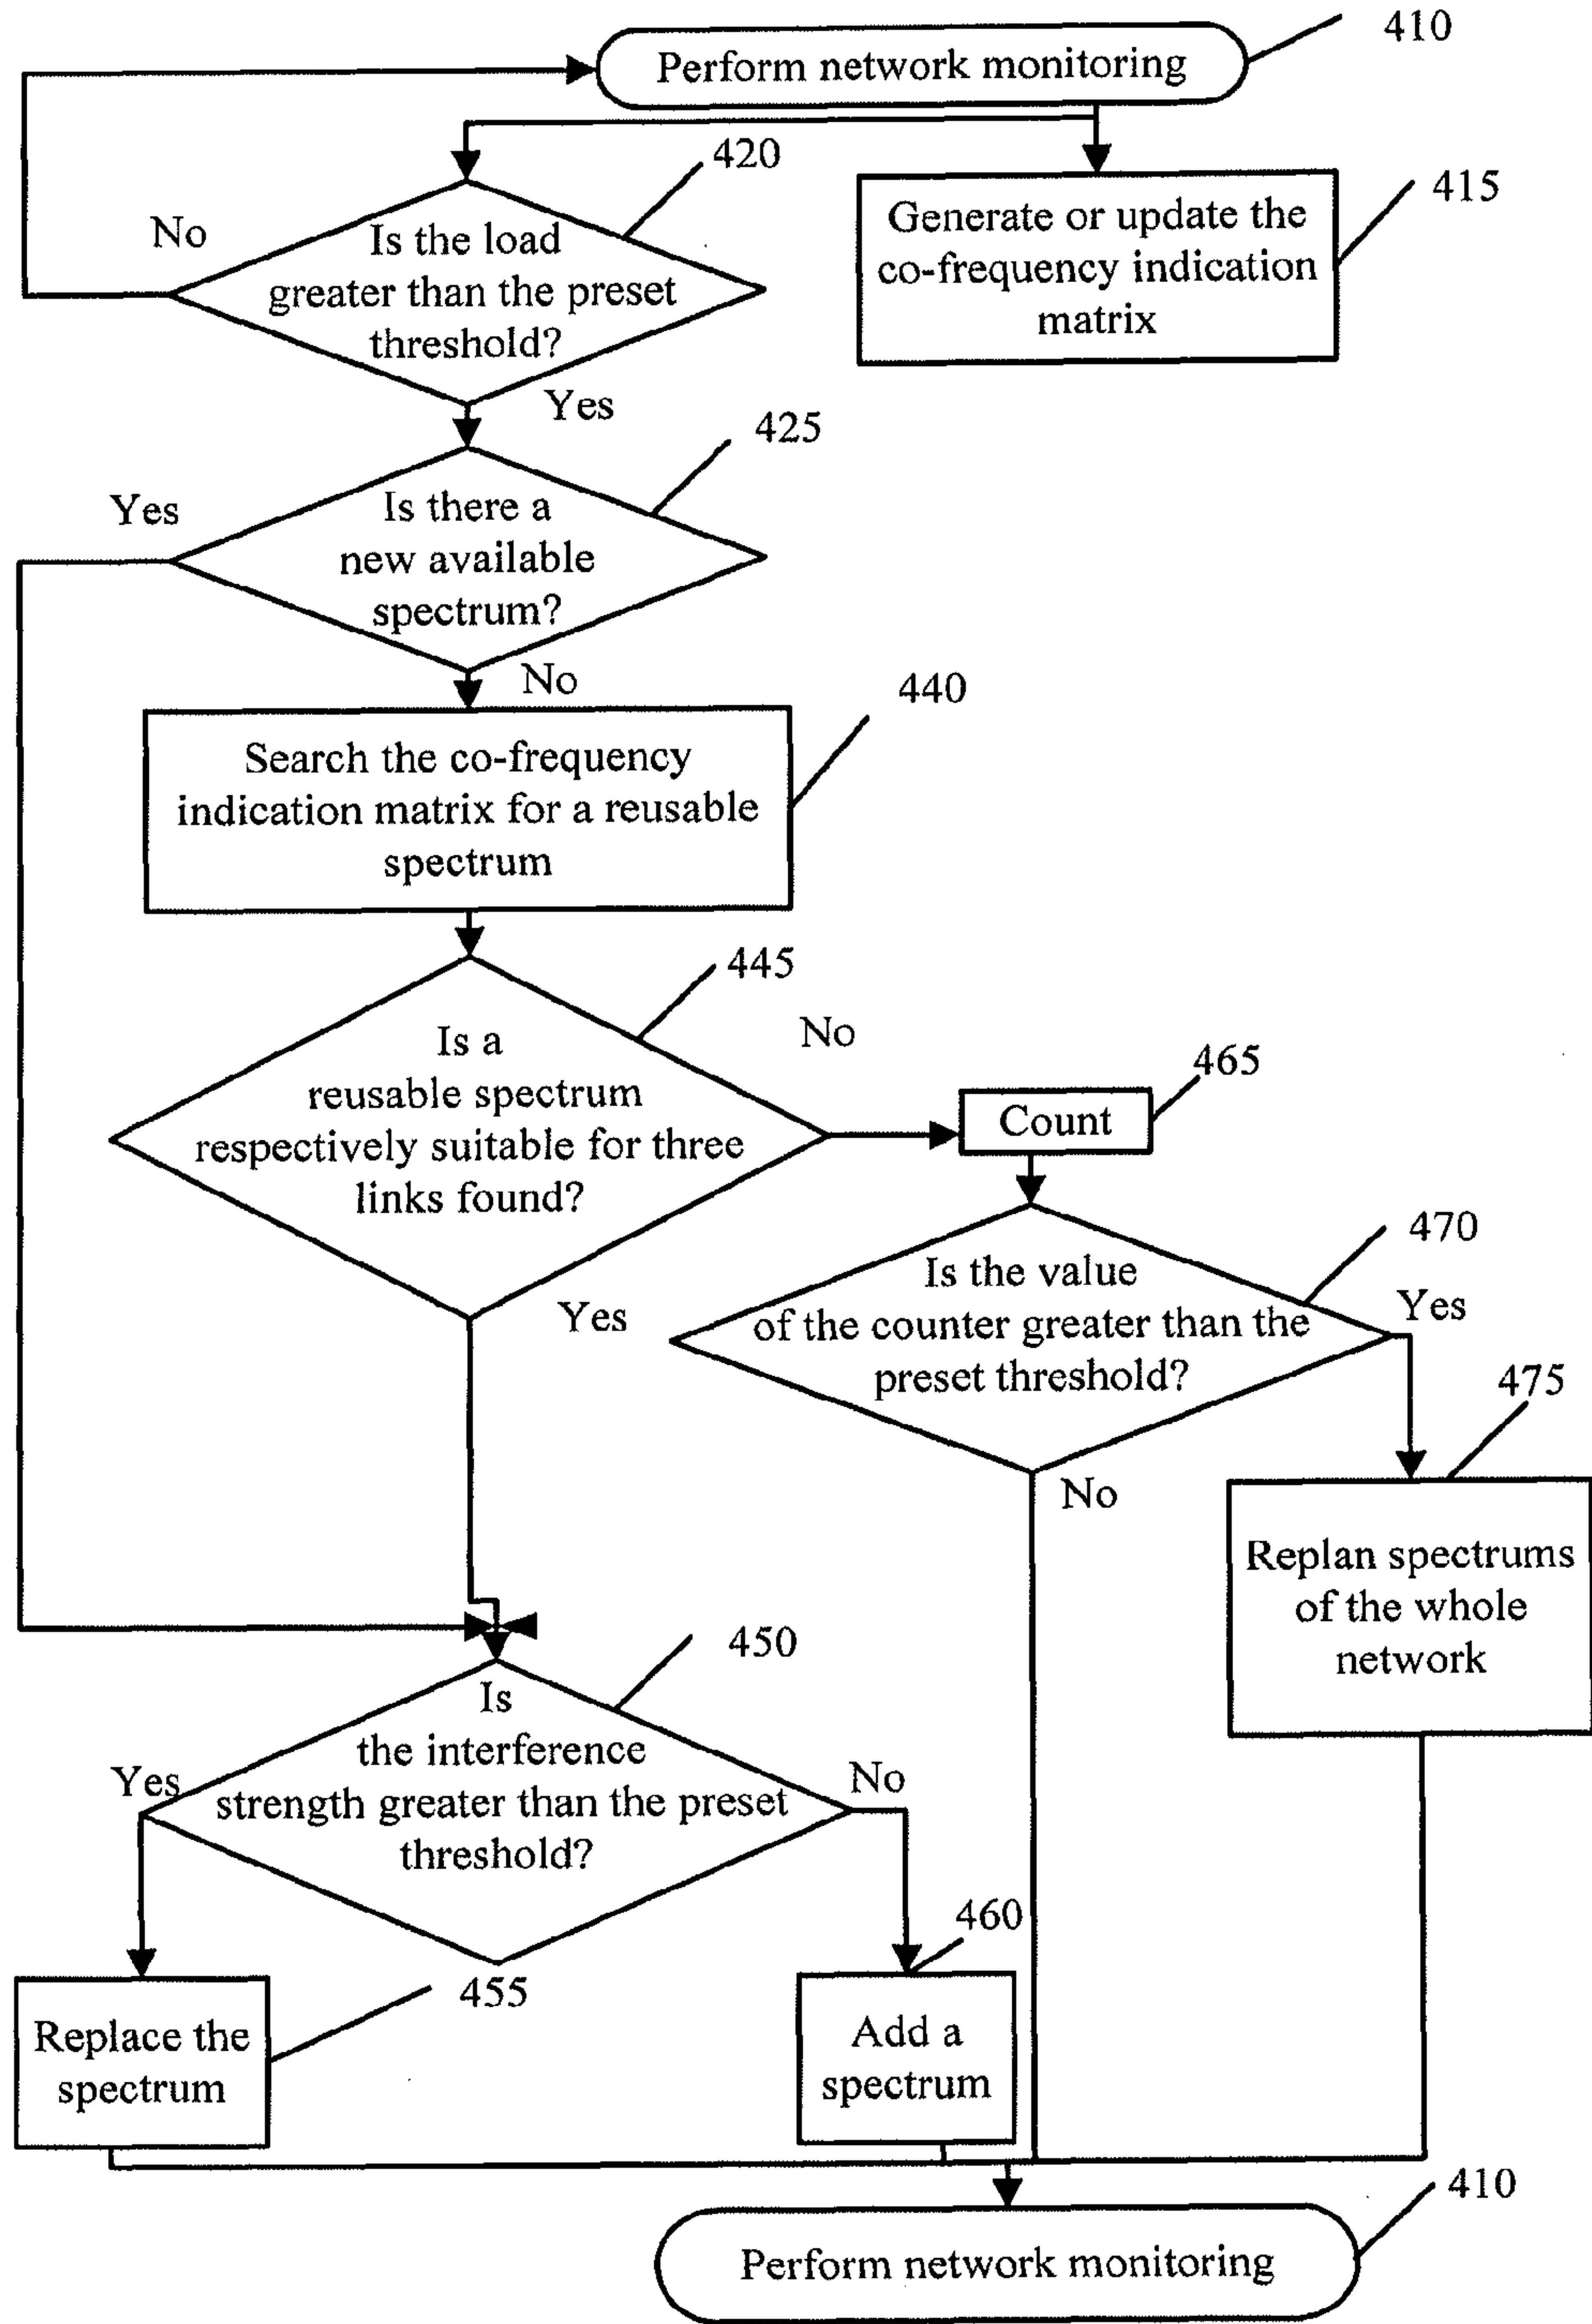 410
Perform network monitoring
420
415
No
Is the load
greater than the preset
threshold?
Generate or update the
co-frequency indication
matrix
Yes
425
Yes
Is there a
new available
spectrum?
No
440
Search the co-frequency
indication matrix for a reusable
spectrum
445
No
Is a
reusable spectrum
respectively suitable for three
links found?
465
Count
Yes
470
Is the value
of the counter greater than the
preset threshold?
Yes
475
No
Replan spectrums
of the whole
network
450
Is
the interference
strength greater than the preset
threshold?
Yes
No
455
460
Replace the
spectrum
Add a
spectrum
410
Perform network monitoring